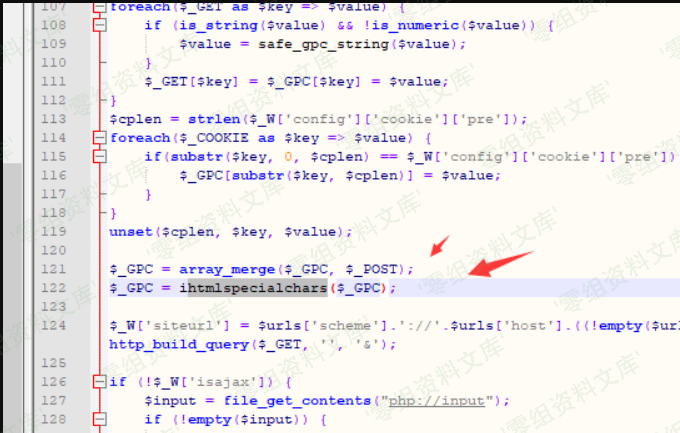 107 foreach($_GET as $key => $value) {
108 if (is_string($value) && !is_numeric($value)) {
109 $value = safe_gpc_string($value);
110 }
111 $_GET[$key] = $_GPC[$key] = $value;
112 }
113 $cplen = strlen($_W['config']['cookie']['pre']);
114 foreach($_COOKIE as $key => $value) {
115 if(substr($key, 0, $cplen) == $_W['config']['cookie']['pre'])
116 $_GPC[substr($key, $cplen)] = $value;
117 }
118 }
119 unset($cplen, $key, $value);
120
121 $_GPC = array_merge($_GPC, $_POST);
122 $_GPC = ihtmlspecialchars($_GPC);
123
124 $_W['siteurl'] = $urls['scheme'].'://'.$urls['host'].((!empty($url
http_build_query($_GET, '', '&');
125
126 if (!$_W['isajax']) {
127 $input = file_get_contents("php://input");
128 if (!empty($input)) {
零组资料文库